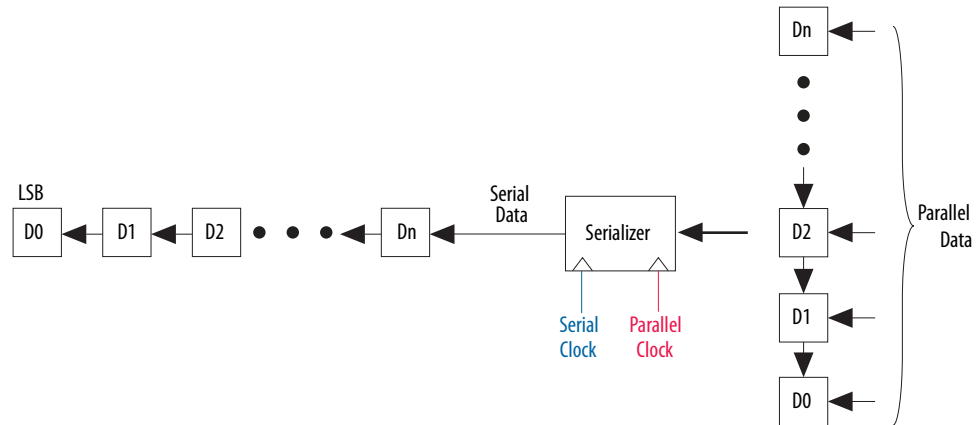 Dn
LSB
D0
D1
D2
Dn
Serial
Data
Serializer
Serial
Clock
Parallel
Clock
D2
D1
D0
Parallel
Data